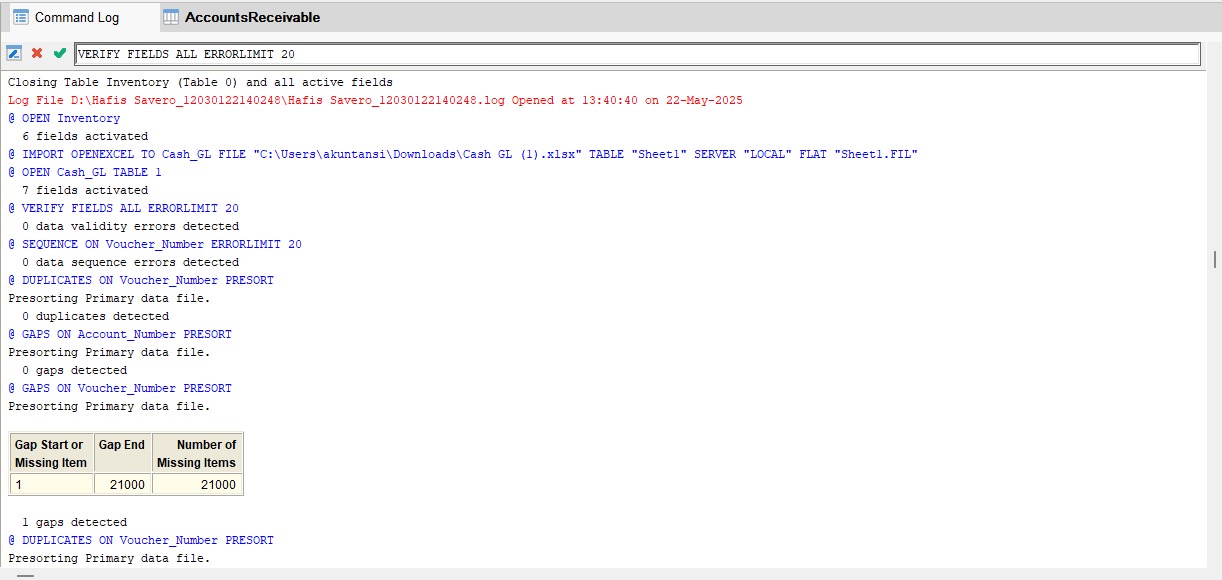 Command Log
AccountsReceivable
VERIFY FIELDS ALL ERRORLIMIT 20
Closing Table Inventory (Table 0) and all active fields
Log File D:\Hafis Savero_12030122140248\Hafis Savero_12030122140248.log Opened at 13:40:40 on 22-May-2025
@ OPEN Inventory
6 fields activated
@ IMPORT OPENEXCEL TO Cash_GL FILE "C:\Users\akuntansi\Downloads\Cash GL (1).xlsx" TABLE "Sheet1" SERVER "LOCAL" FLAT "Sheet1.FIL"
@ OPEN Cash_GL TABLE 1
7 fields activated
@ VERIFY FIELDS ALL ERRORLIMIT 20
0 data validity errors detected
@ SEQUENCE ON Voucher_Number ERRORLIMIT 20
0 data sequence errors detected
@ DUPLICATES ON Voucher_Number PRESORT
Presorting Primary data file.
0 duplicates detected
@ GAPS ON Account_Number PRESORT
Presorting Primary data file.
0 gaps detected
@ GAPS ON Voucher_Number PRESORT
Presorting Primary data file.
Gap Start or Gap End Number of
Missing Item Missing Items
1 21000 21000
1 gaps detected
@ DUPLICATES ON Voucher_Number PRESORT
Presorting Primary data file.